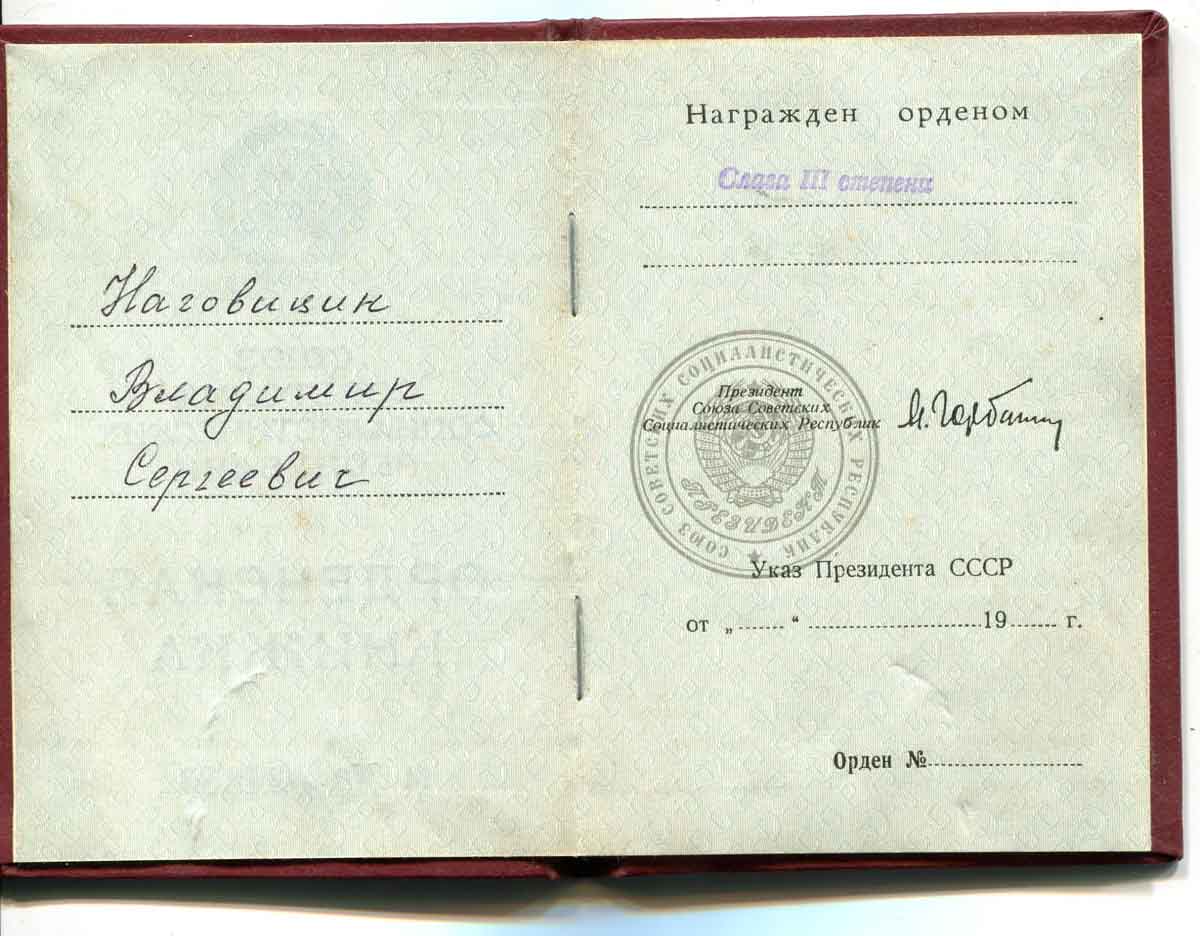 Наговицин
Владимир
Сергеевич
Награжден орденом
Слава III степени
Президент
Союза Советских
Социалистических Республик
М. Горбачев
СОЮЗ СОВЕТСКИХ СОЦИАЛИСТИЧЕСКИХ РЕСПУБЛИК
ПРЕЗИДЕНТ
Указ Президента СССР
от „ “ 19 г.
Орден №